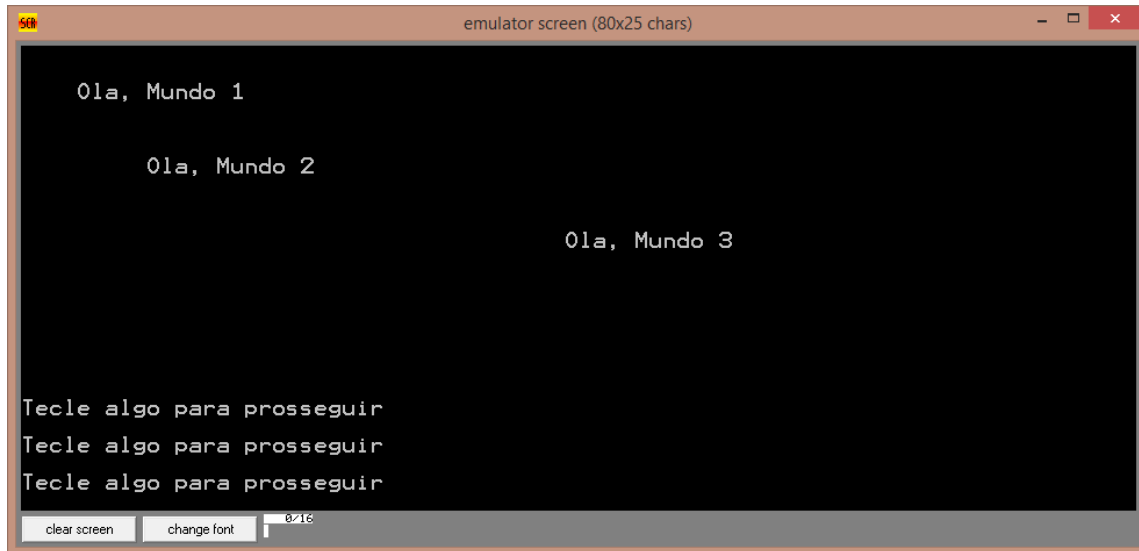 SCR
emulator screen (80x25 chars)
Ola, Mundo 1
Ola, Mundo 2
Ola, Mundo 3
Tecle algo para prosseguir
Tecle algo para prosseguir
Tecle algo para prosseguir
clear screen change font 0/16